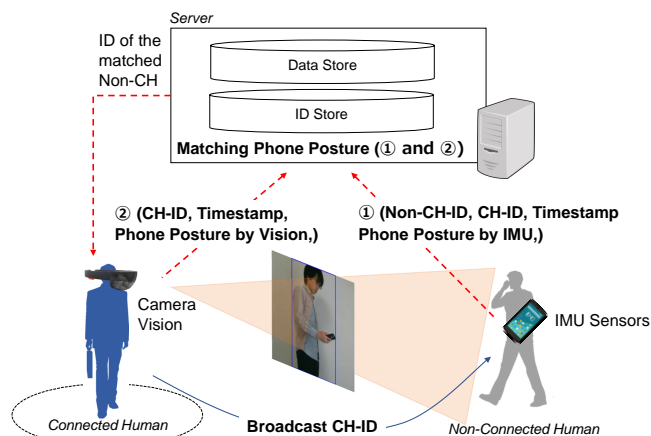 Server
ID of the
matched
Non-CH
Data Store
ID Store
Matching Phone Posture (① and ②)
② (CH-ID, Timestamp,
Phone Posture by Vision,)
① (Non-CH-ID, CH-ID, Timestamp
Phone Posture by IMU,)
Camera
Vision
IMU Sensors
Connected Human
Broadcast CH-ID
Non-Connected Human